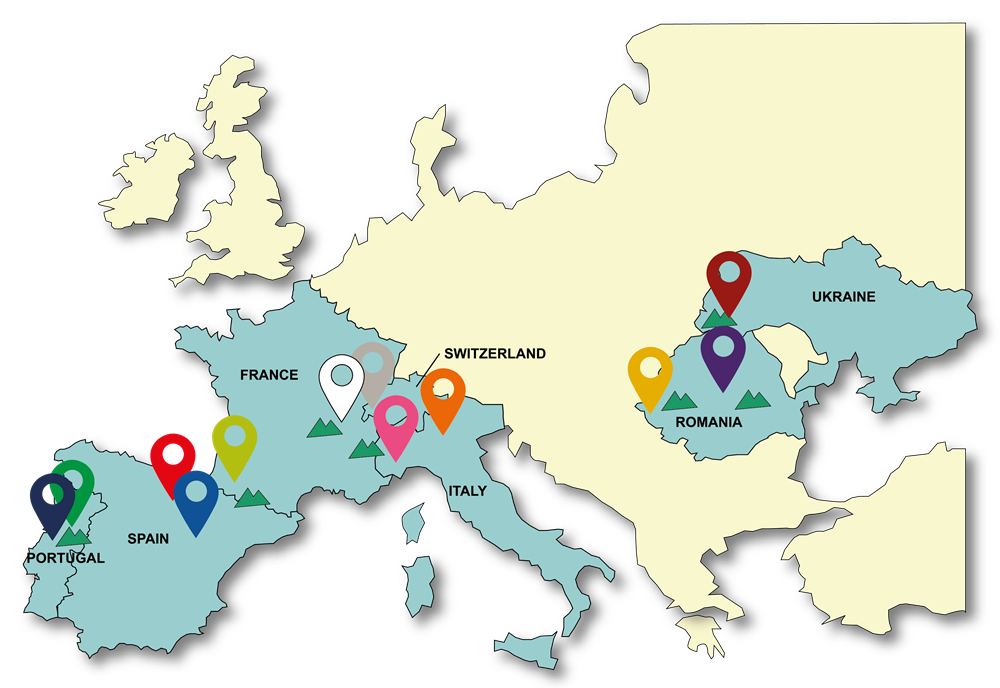 UKRAINE
SWITZERLAND
FRANCE
ROMANIA
ITALY
SPAIN
PORTUGAL